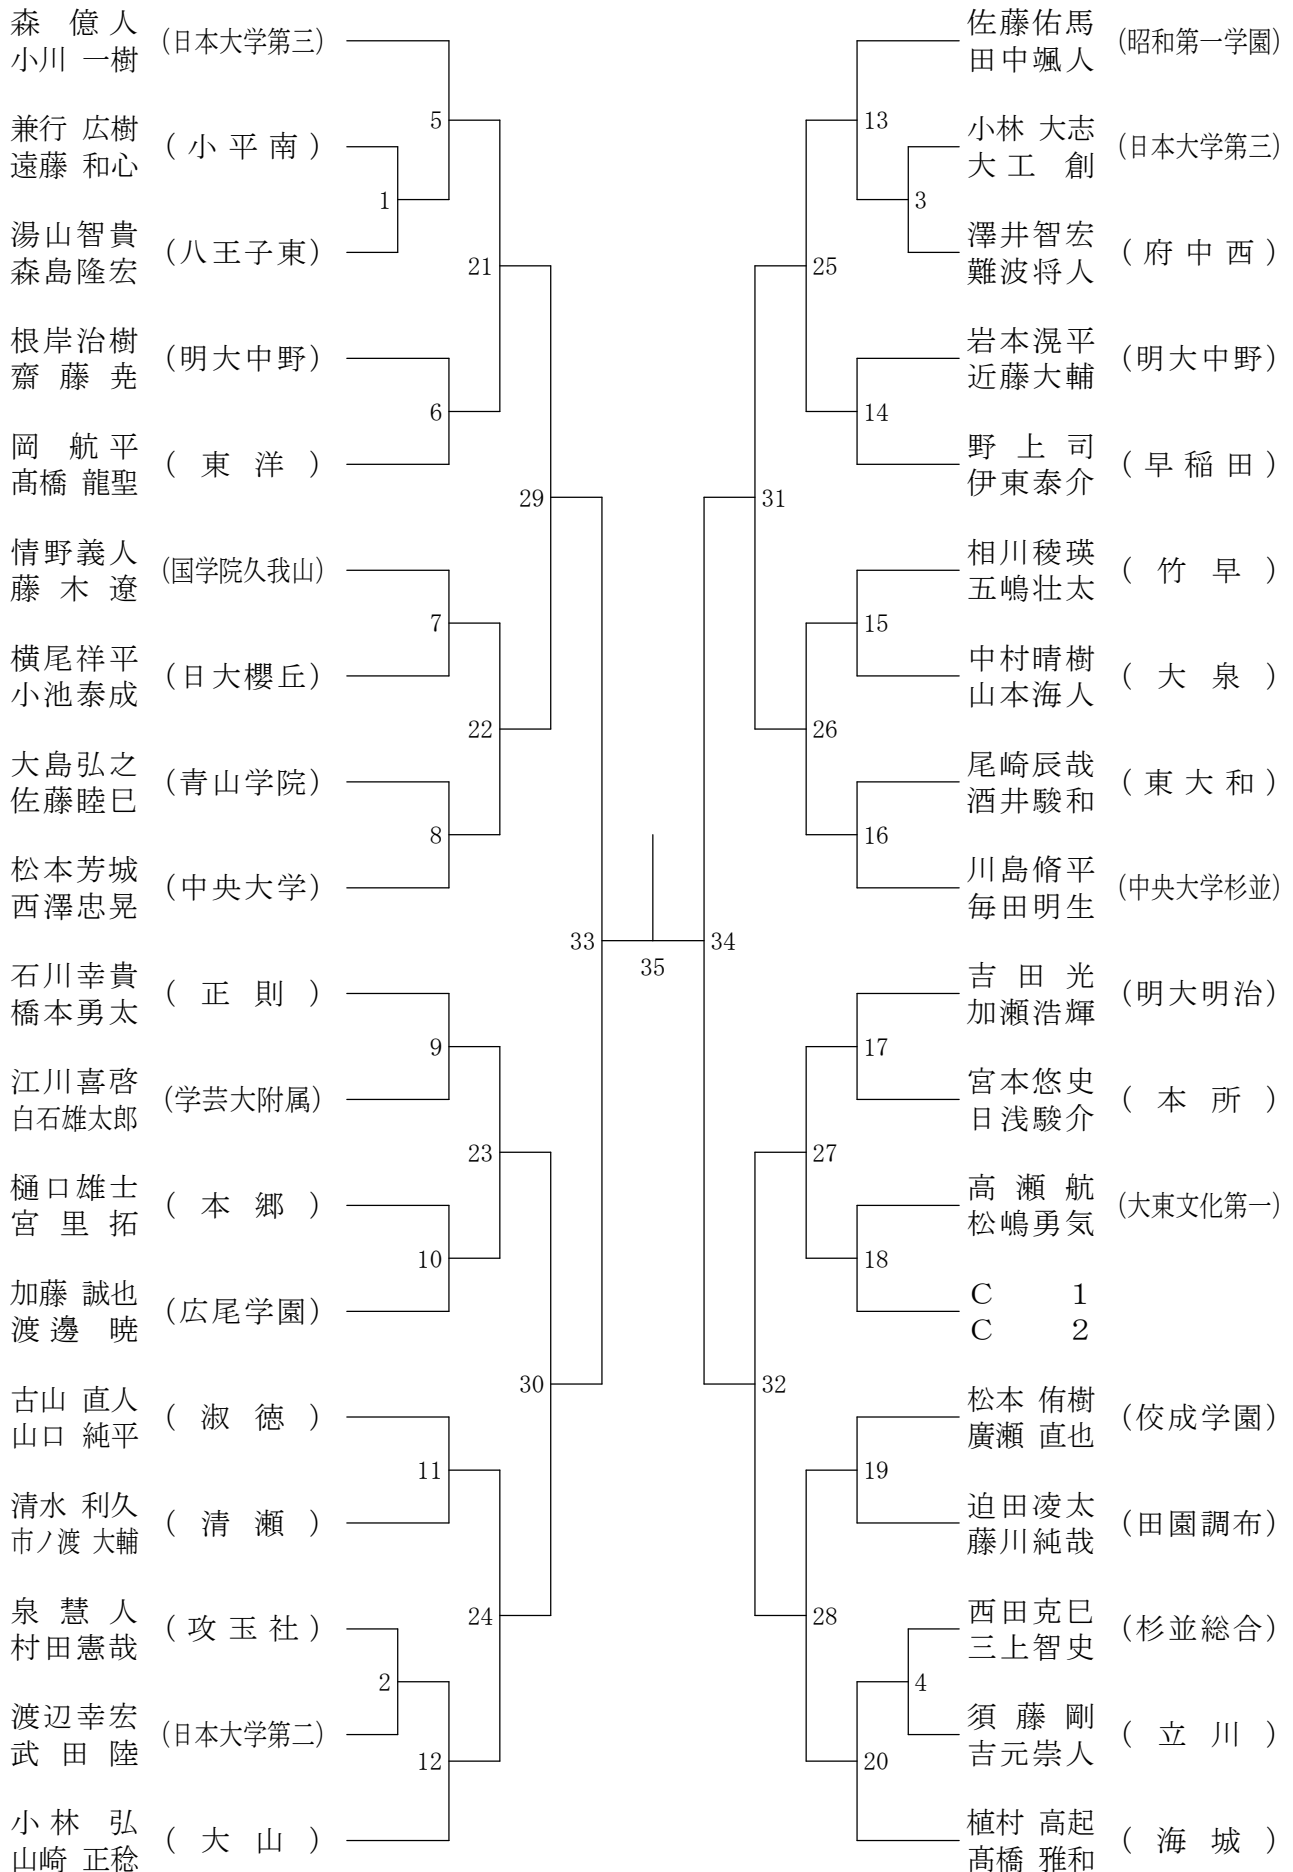 森 億人
小川 一樹
(日本大学第三)
兼行 広樹
遠藤 和心
(小平南)
湯山智貴
森島隆宏
(八王子東)
根岸治樹
齋藤尭
(明大中野)
岡 航平
髙橋 龍聖
(東洋)
情野義人
藤木遼
(国学院久我山)
横尾祥平
小池泰成
(日大櫻丘)
大島弘之
佐藤睦巳
(青山学院)
松本芳城
西澤忠晃
(中央大学)
石川幸貴
橋本勇太
(正則)
江川喜啓
白石雄太郎
(学芸大附属)
樋口雄士
宮里拓
(本郷)
加藤 誠也
渡邊 暁
(広尾学園)
古山 直人
山口 純平
(淑徳)
清水 利久
市ノ渡 大輔
(清瀬)
泉慧人
村田憲哉
(攻玉社)
渡辺幸宏
武田陸
(日本大学第二)
小林 弘
山崎 正稔
(大山)
5
1
21
6
29
7
22
8
33
9
23
10
30
11
24
2
12
35
34
13
3
25
14
31
15
26
16
17
27
18
32
19
28
4
20
佐藤佑馬
田中颯人
(昭和第一学園)
小林 大志
大工 創
(日本大学第三)
澤井智宏
難波将人
(府中西)
岩本滉平
近藤大輔
(明大中野)
野上司
伊東泰介
(早稲田)
相川稜瑛
五嶋壮太
(竹早)
中村晴樹
山本海人
(大泉)
尾崎辰哉
酒井駿和
(東大和)
川島脩平
毎田明生
(中央大学杉並)
吉田光
加瀬浩輝
(明大明治)
宮本悠史
日浅駿介
(本所)
高瀬航
松嶋勇気
(大東文化第一)
C 1
C 2
松本 侑樹
廣瀬 直也
(佼成学園)
迫田凌太
藤川純哉
(田園調布)
西田克巳
三上智史
(杉並総合)
須藤剛
吉元崇人
(立川)
植村 高起
髙橋 雅和
(海城)